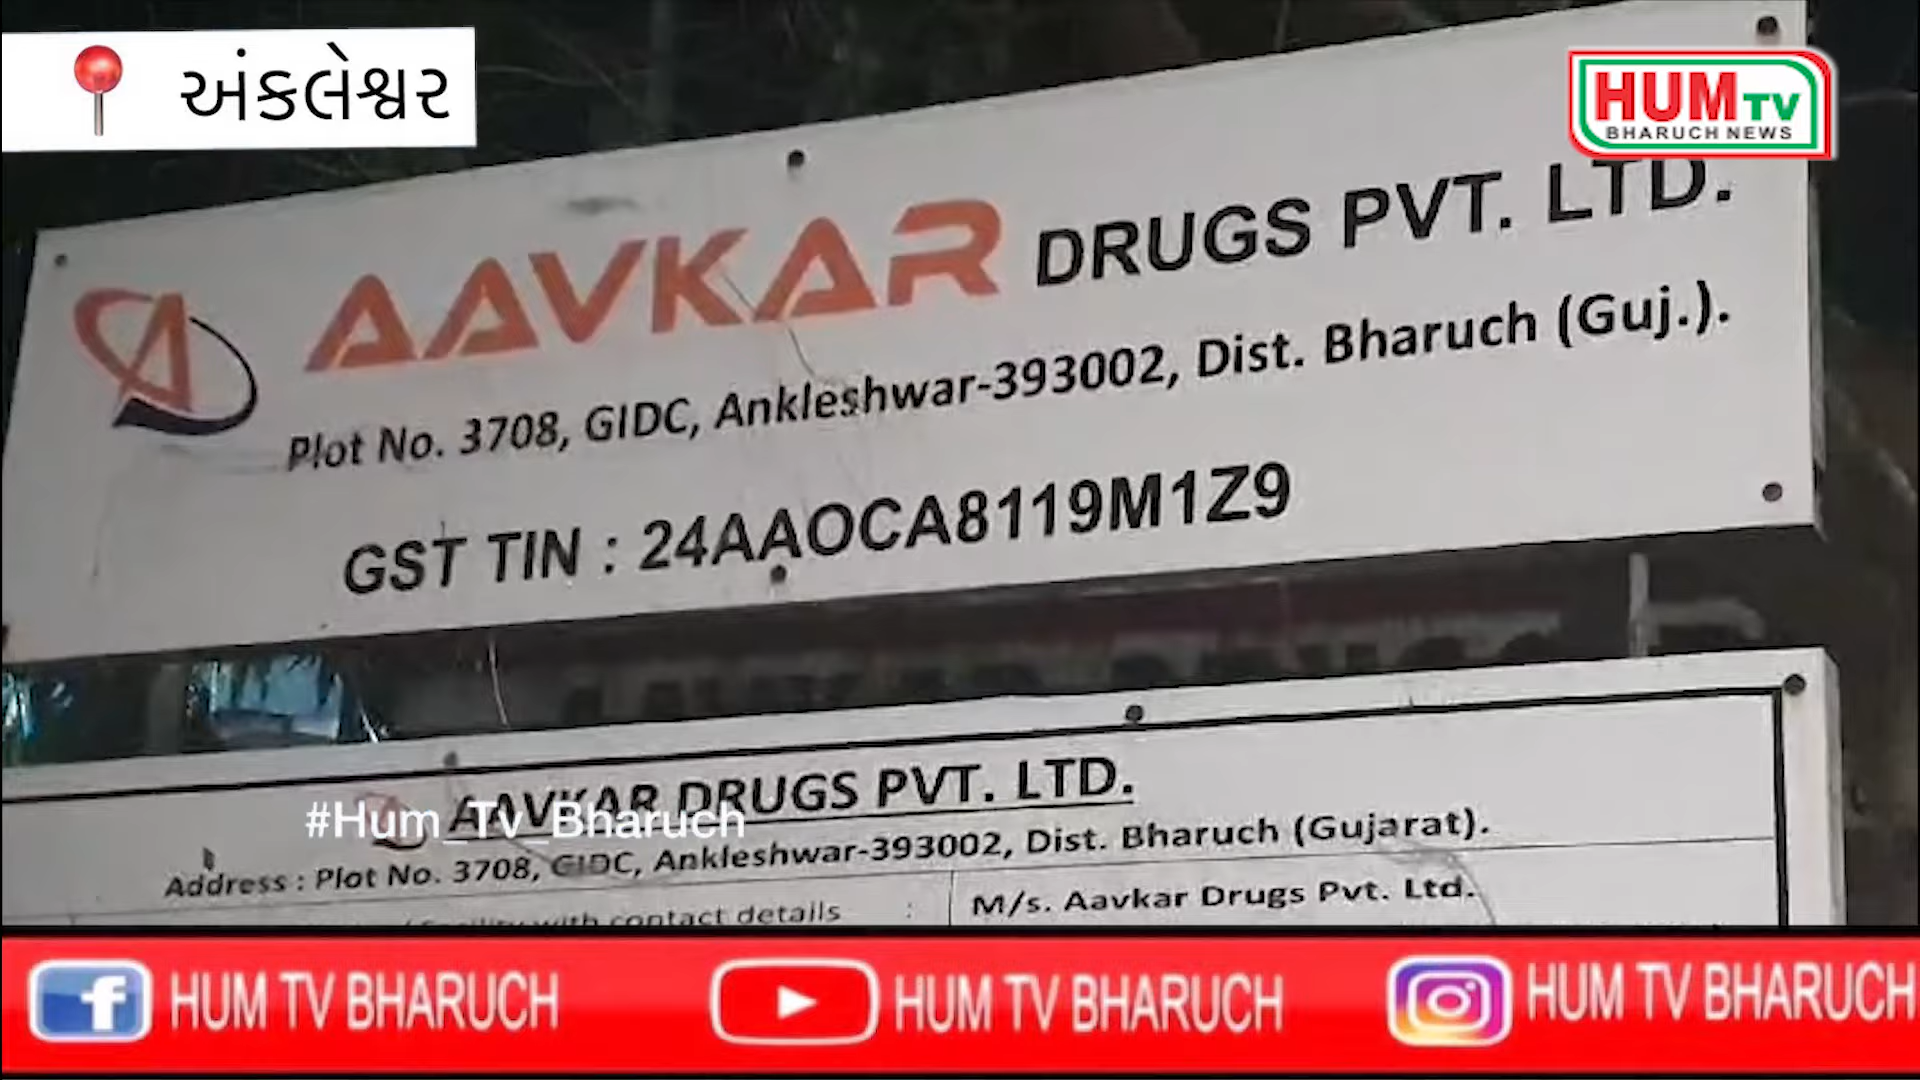 અંકલેશ્વર
HUM TV
BHARUCH NEWS
AAVKAR DRUGS PVT. LTD.
Plot No. 3708, GIDC, Ankleshwar-393002, Dist. Bharuch (Guj.).
GST TIN : 24AAOCA8119M1Z9
AAVKAR DRUGS PVT. LTD.
#Hum_Tv_Bharuch
Address : Plot No. 3708, GIDC, Ankleshwar-393002, Dist. Bharuch (Gujarat).
with contact details : M/s. Aavkar Drugs Pvt. Ltd.
HUM TV BHARUCH HUM TV BHARUCH HUM TV BHARUCH